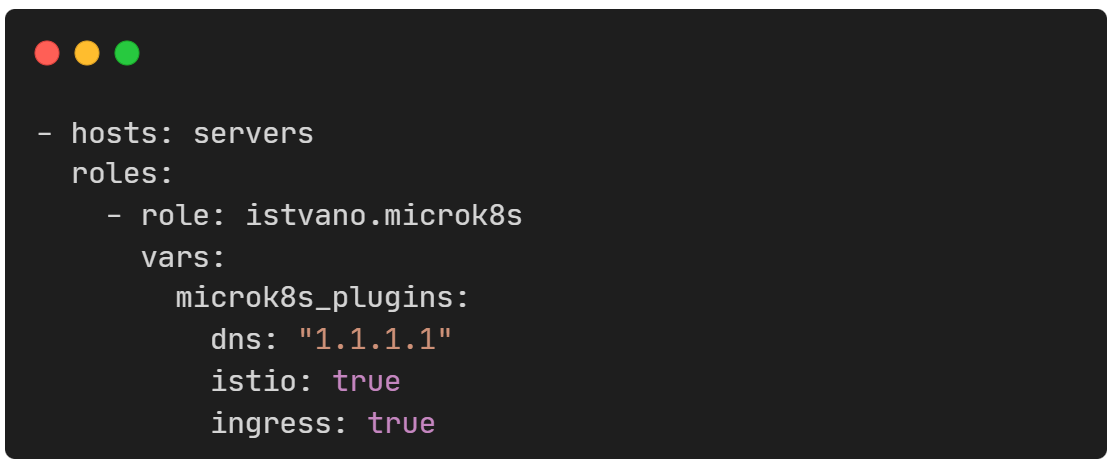 - hosts: servers
  roles:
    - role: istvano.microk8s
      vars:
        microk8s_plugins:
          dns: "1.1.1.1"
          istio: true
          ingress: true